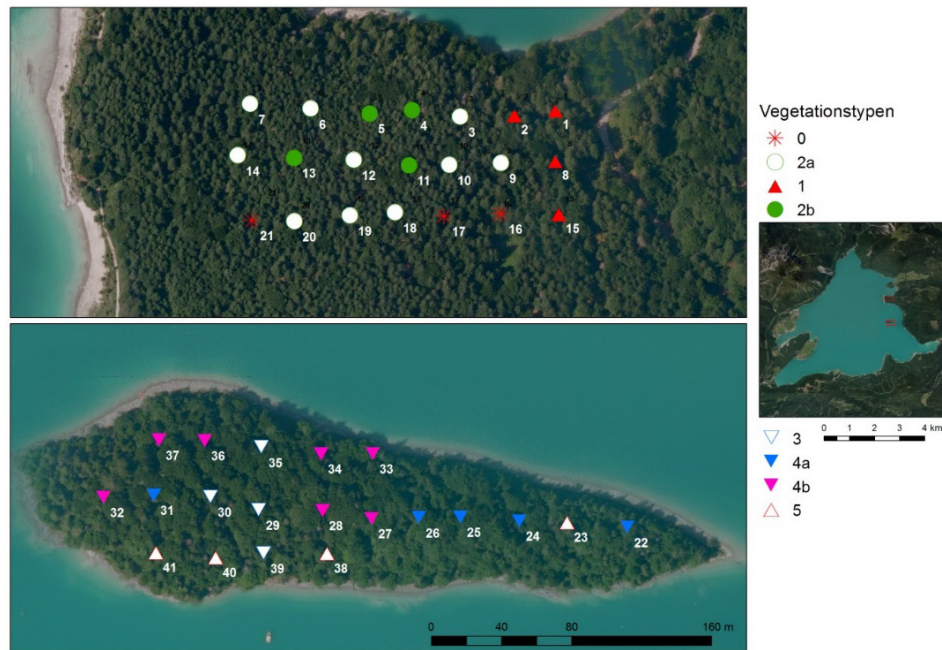 7 6 5 4 3 2 1
14 13 12 11 10 9 8
21 20 19 18 17 16 15
Vegetationstypen
0
2a
1
2b
0 1 2 3 4 km
3
4a
4b
5
37 36 35 34 33
32 31 30 29 28 27 26 25 24 23 22
41 40 39 38
0 40 80 160 m